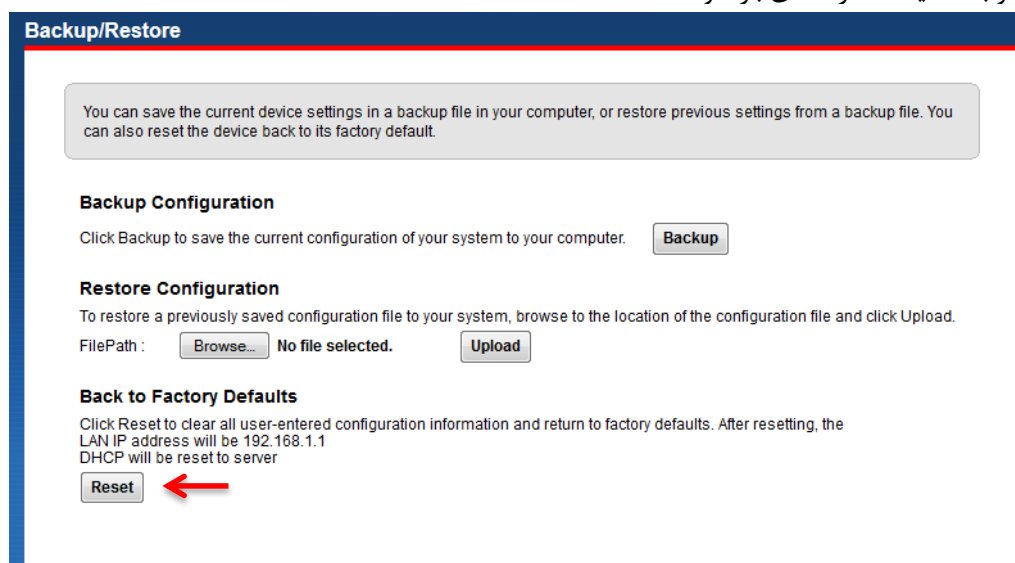 Backup/Restore
You can save the current device settings in a backup file in your computer, or restore previous settings from a backup file. You
can also reset the device back to its factory default.
Backup Configuration
Click Backup to save the current configuration of your system to your computer. Backup
Restore Configuration
To restore a previously saved configuration file to your system, browse to the location of the configuration file and click Upload.
FilePath : Browse... No file selected. Upload
Back to Factory Defaults
Click Reset to clear all user-entered configuration information and return to factory defaults. After resetting, the
LAN IP address will be 192.168.1.1
DHCP will be reset to server
Reset